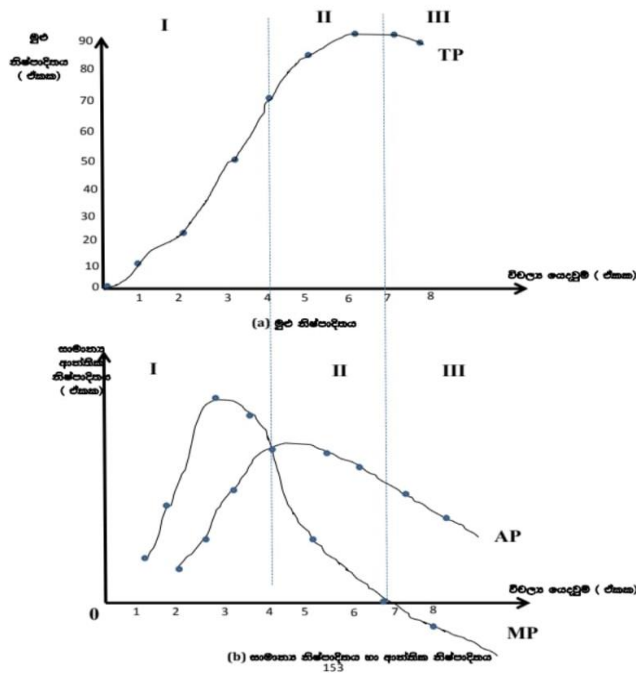 I II III
මුළු
නිෂ්පාදිතය
( ඒකක )
90
80
70
60
50
40
30
20
10
0
TP
විචල්‍ය යෙදවුම් ( ඒකක )
1 2 3 4 5 6 7 8
(a) මුළු නිෂ්පාදිතය
සාමාන්‍ය
ආන්තික
නිෂ්පාදිතය
( ඒකක )
I II III
AP
විචල්‍ය යෙදවුම් ( ඒකක )
0
1 2 3 4 5 6 7 8
MP
(b) සාමාන්‍ය නිෂ්පාදිතය හා ආන්තික නිෂ්පාදිතය
153